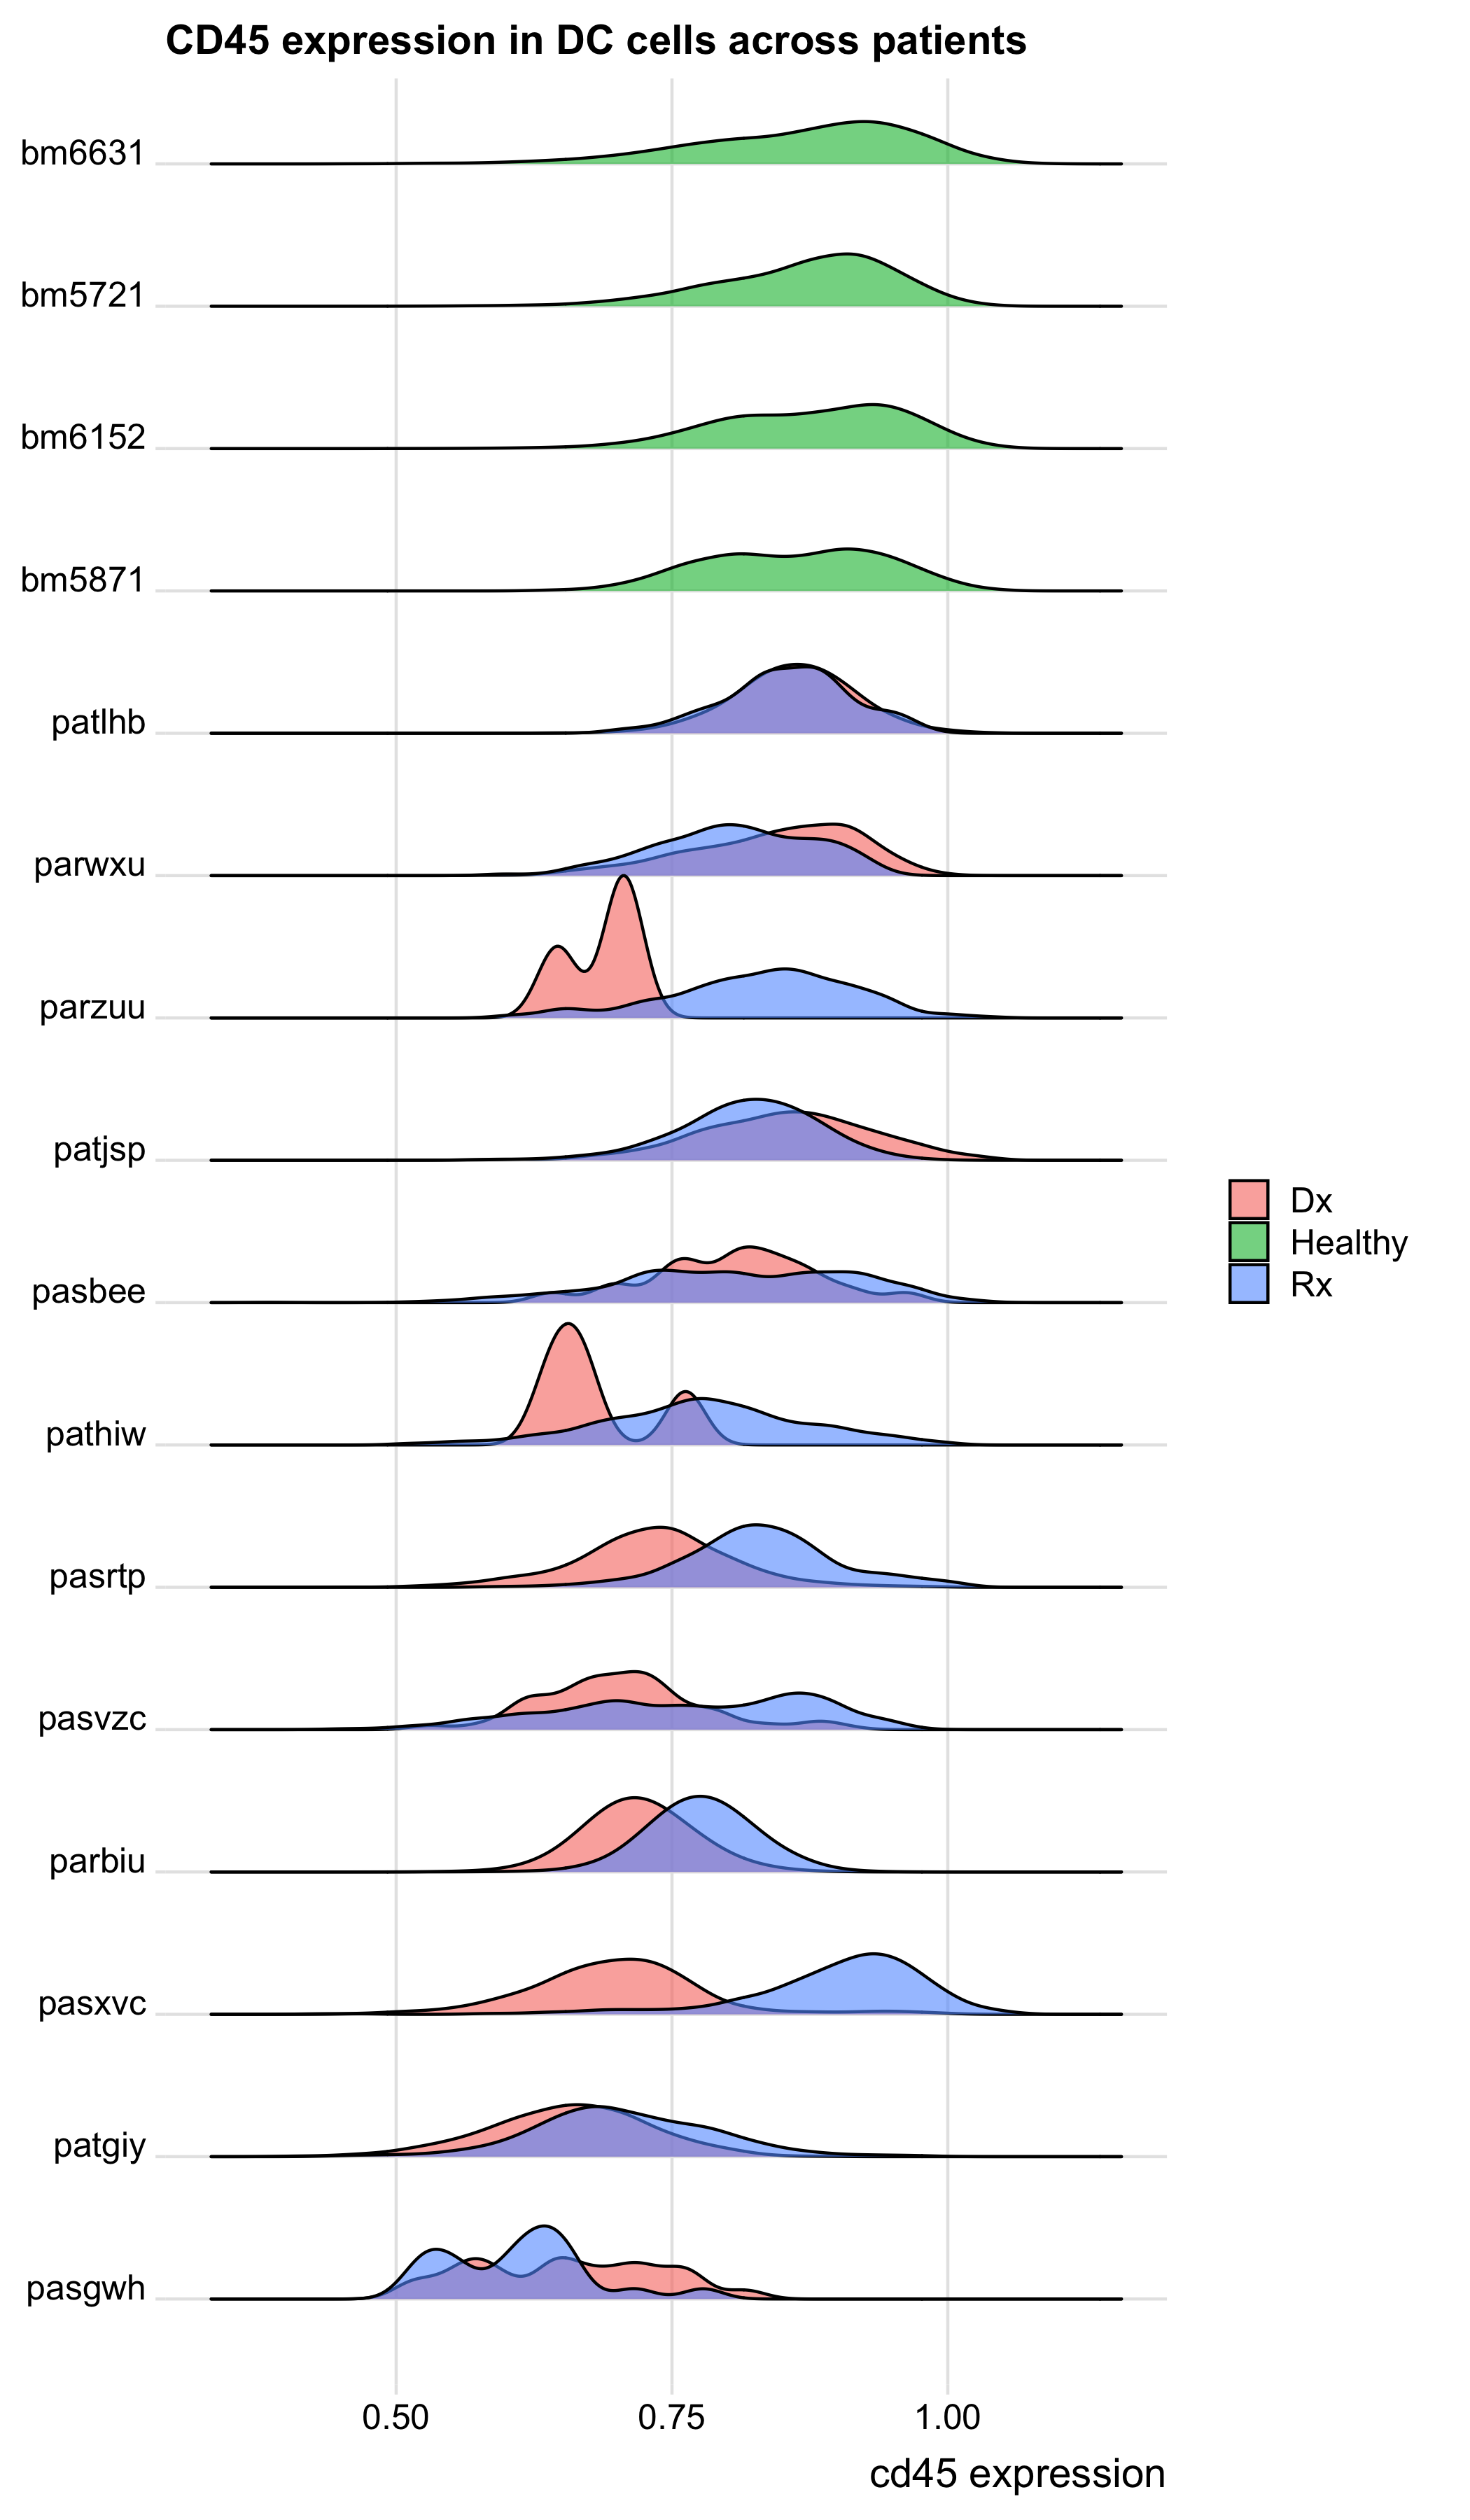 CD45 expression in DC cells across patients
bm6631
bm5721
bm6152
bm5871
patlhb
parwxu
parzuu
patjsp
pasbee
pathiw
pasrtp
pasvzc
parbiu
pasxvc
patgiy
pasgwh
Dx
Healthy
Rx
0.50 0.75 1.00
cd45 expression